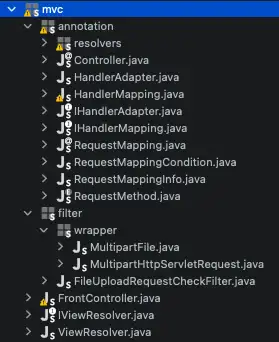 mvc
annotation
resolvers
Controller.java
HandlerAdapter.java
HandlerMapping.java
IHandlerAdapter.java
IHandlerMapping.java
RequestMapping.java
RequestMappingCondition.java
RequestMappingInfo.java
RequestMethod.java
filter
wrapper
MultipartFile.java
MultipartHttpServletRequest.java
FileUploadRequestCheckFilter.java
FrontController.java
IViewResolver.java
ViewResolver.java